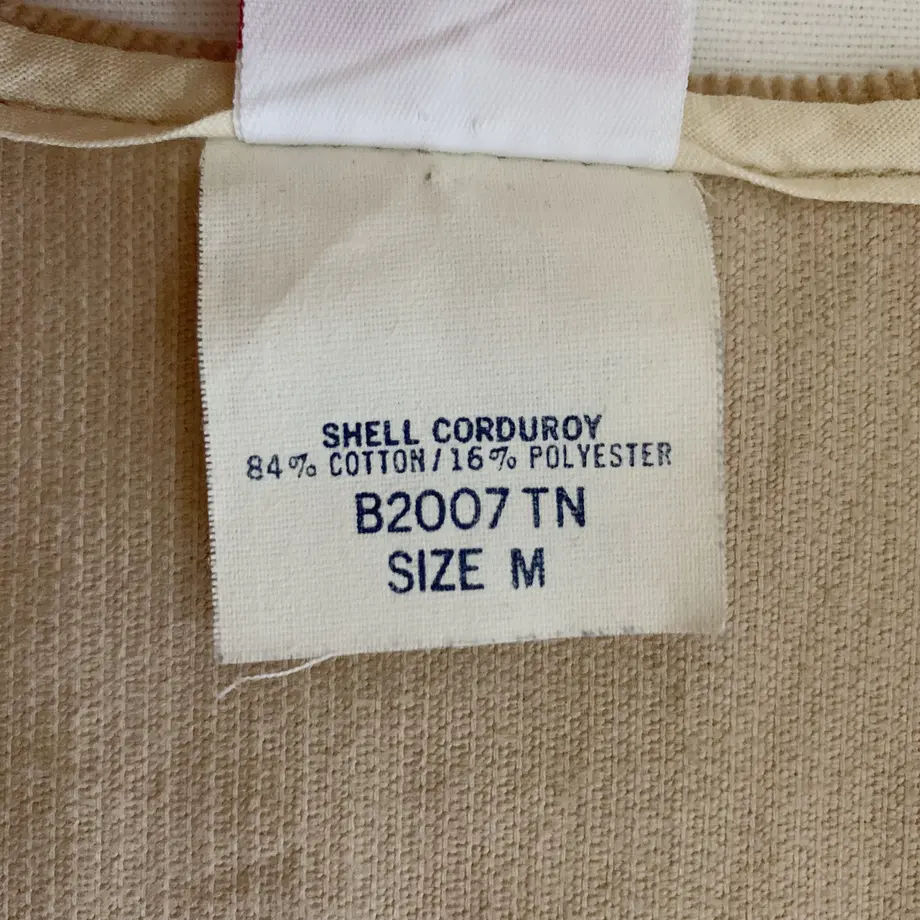 SHELL CORDUROY
84% COTTON/16% POLYESTER
B2007 TN
SIZE M